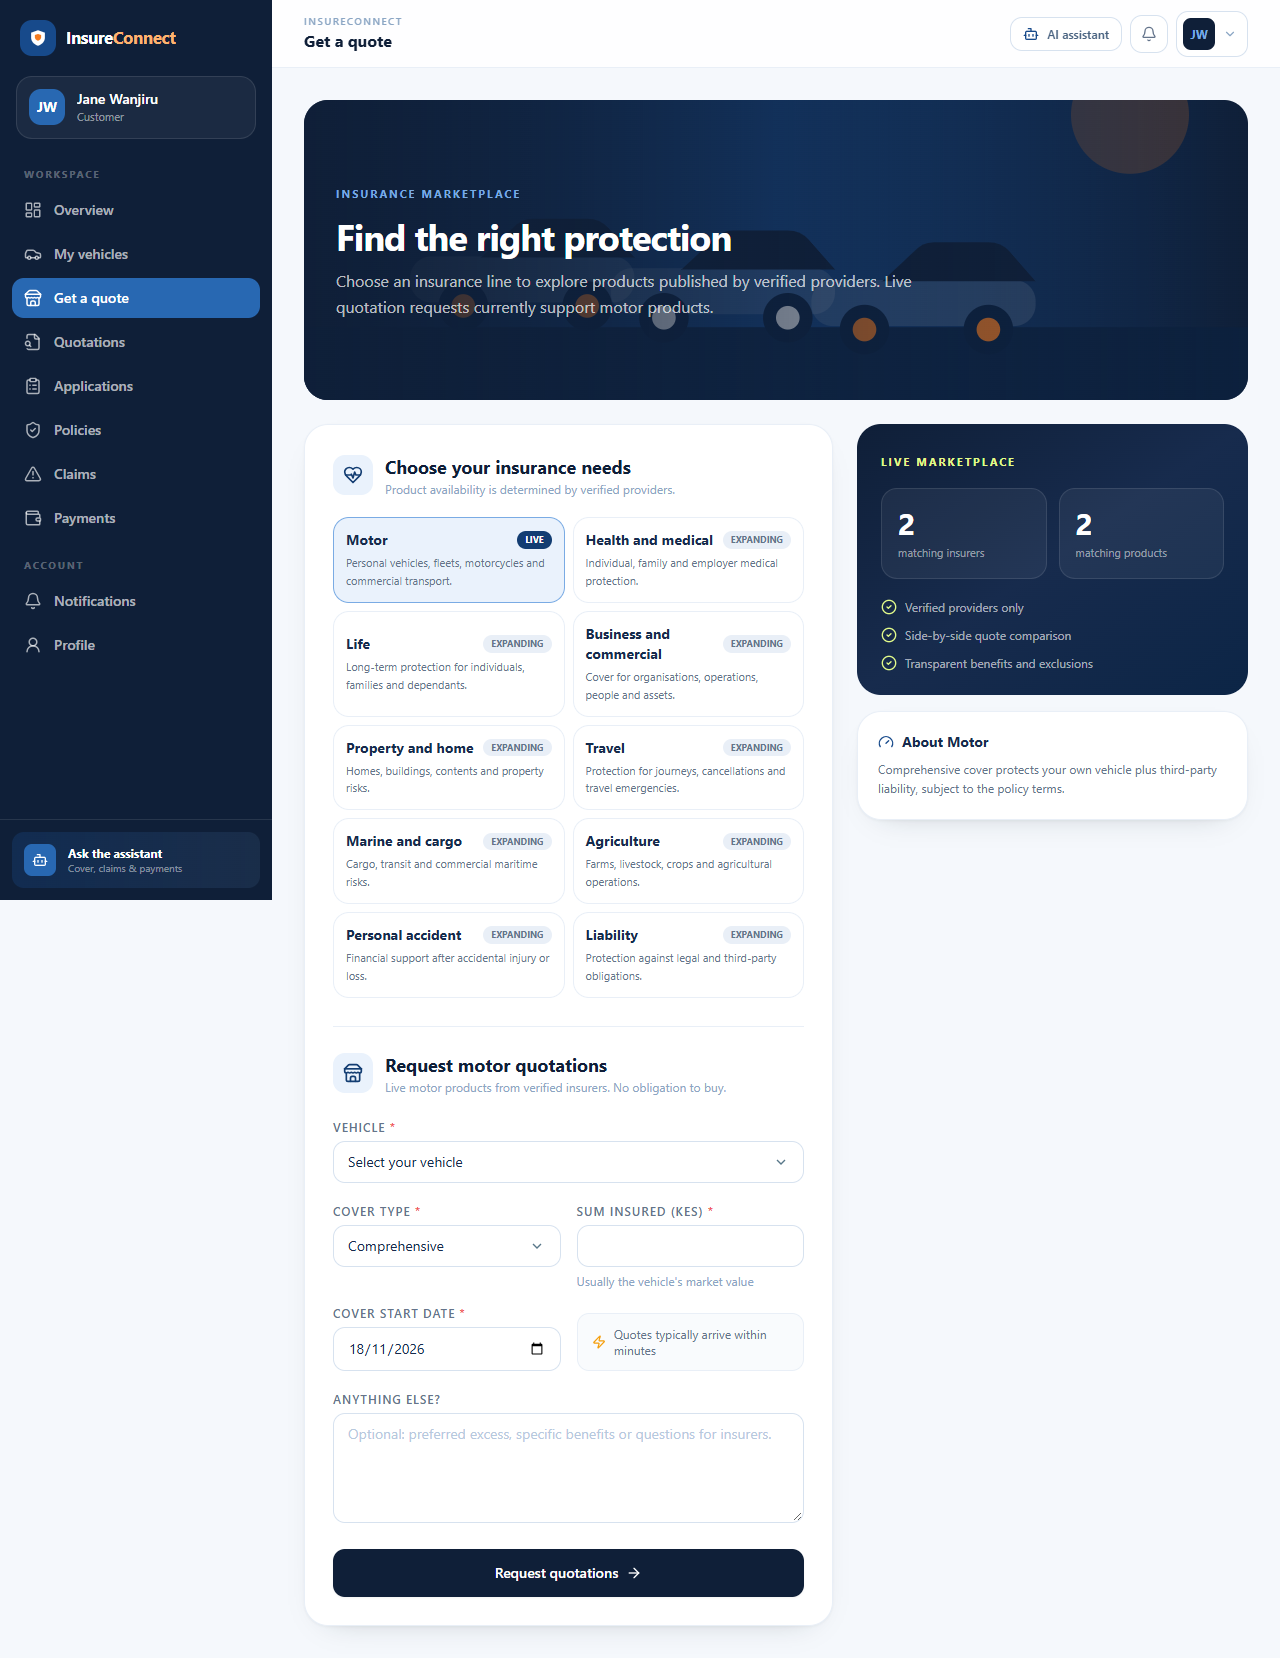 InsureConnect
JW
Jane Wanjiru
Customer
WORKSPACE
Overview
My vehicles
Get a quote
Quotations
Applications
Policies
Claims
Payments
ACCOUNT
Notifications
Profile
Ask the assistant
Cover, claims & payments
INSURECONNECT
Get a quote
AI assistant
JW
INSURANCE MARKETPLACE
Find the right protection
Choose an insurance line to explore products published by verified providers. Live
quotation requests currently support motor products.
Choose your insurance needs
Product availability is determined by verified providers.
Motor
LIVE
Personal vehicles, fleets, motorcycles and
commercial transport.
Health and medical
EXPANDING
Individual, family and employer medical
protection.
Life
EXPANDING
Long-term protection for individuals,
families and dependants.
Business and
commercial
EXPANDING
Cover for organisations, operations,
people and assets.
Property and home
EXPANDING
Homes, buildings, contents and property
risks.
Travel
EXPANDING
Protection for journeys, cancellations and
travel emergencies.
Marine and cargo
EXPANDING
Cargo, transit and commercial maritime
risks.
Agriculture
EXPANDING
Farms, livestock, crops and agricultural
operations.
Personal accident
EXPANDING
Financial support after accidental injury or
loss.
Liability
EXPANDING
Protection against legal and third-party
obligations.
Request motor quotations
Live motor products from verified insurers. No obligation to buy.
VEHICLE *
Select your vehicle
COVER TYPE *
Comprehensive
SUM INSURED (KES) *
Usually the vehicle's market value
COVER START DATE *
18/11/2026
Quotes typically arrive within
minutes
ANYTHING ELSE?
Optional: preferred excess, specific benefits or questions for insurers.
Request quotations
LIVE MARKETPLACE
2
matching insurers
2
matching products
Verified providers only
Side-by-side quote comparison
Transparent benefits and exclusions
About Motor
Comprehensive cover protects your own vehicle plus third-party
liability, subject to the policy terms.